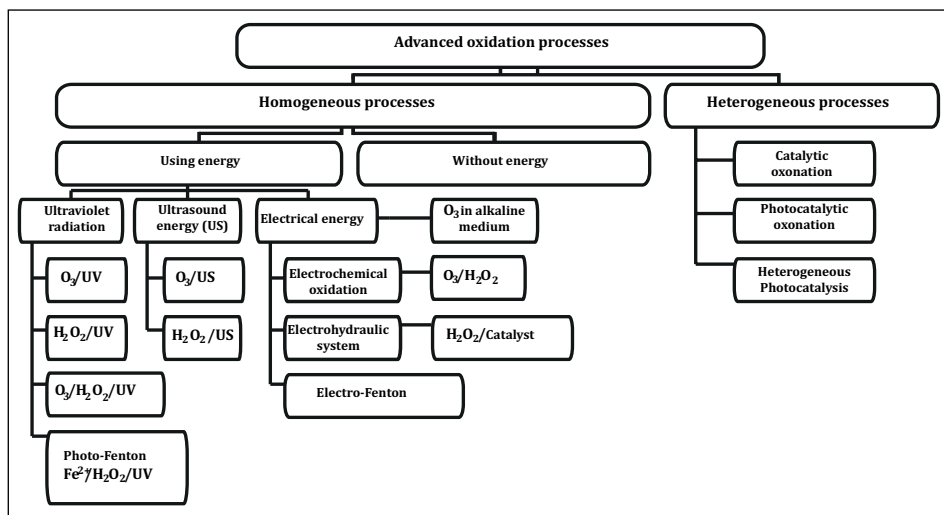 Advanced oxidation processes
Homogeneous processes
Heterogeneous processes
Using energy
Without energy
Catalytic
oxonation
Photocatalytic
oxonation
Heterogeneous
Photocatalysis
Ultraviolet
radiation
Ultrasound
energy (US)
Electrical energy
O₃ in alkaline
medium
O₃/UV
O₃/US
Electrochemical
oxidation
O₃/H₂O₂
H₂O₂/UV
H₂O₂/US
Electrohydraulic
system
H₂O₂/Catalyst
O₃/H₂O₂/UV
Electro-Fenton
Photo-Fenton
Fe²⁺/H₂O₂/UV